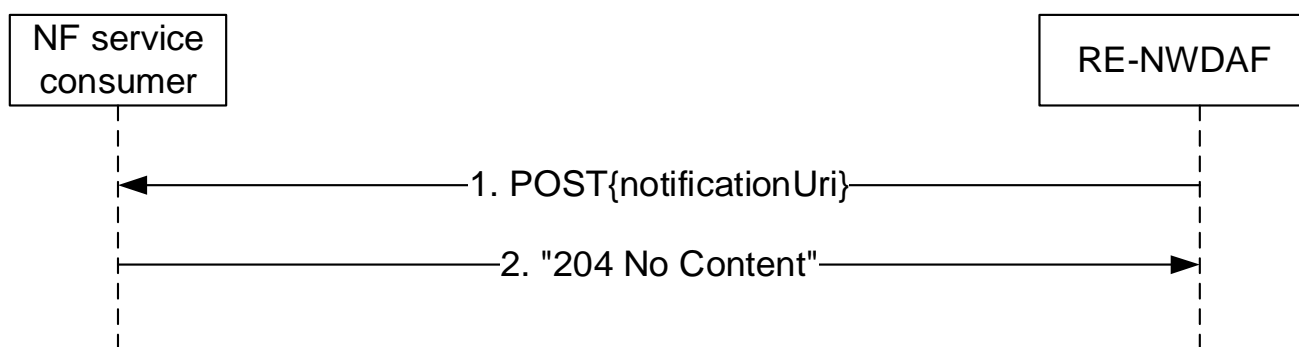 NF service
consumer
RE-NWDAF
1. POST{notificationUri}
2. "204 No Content"